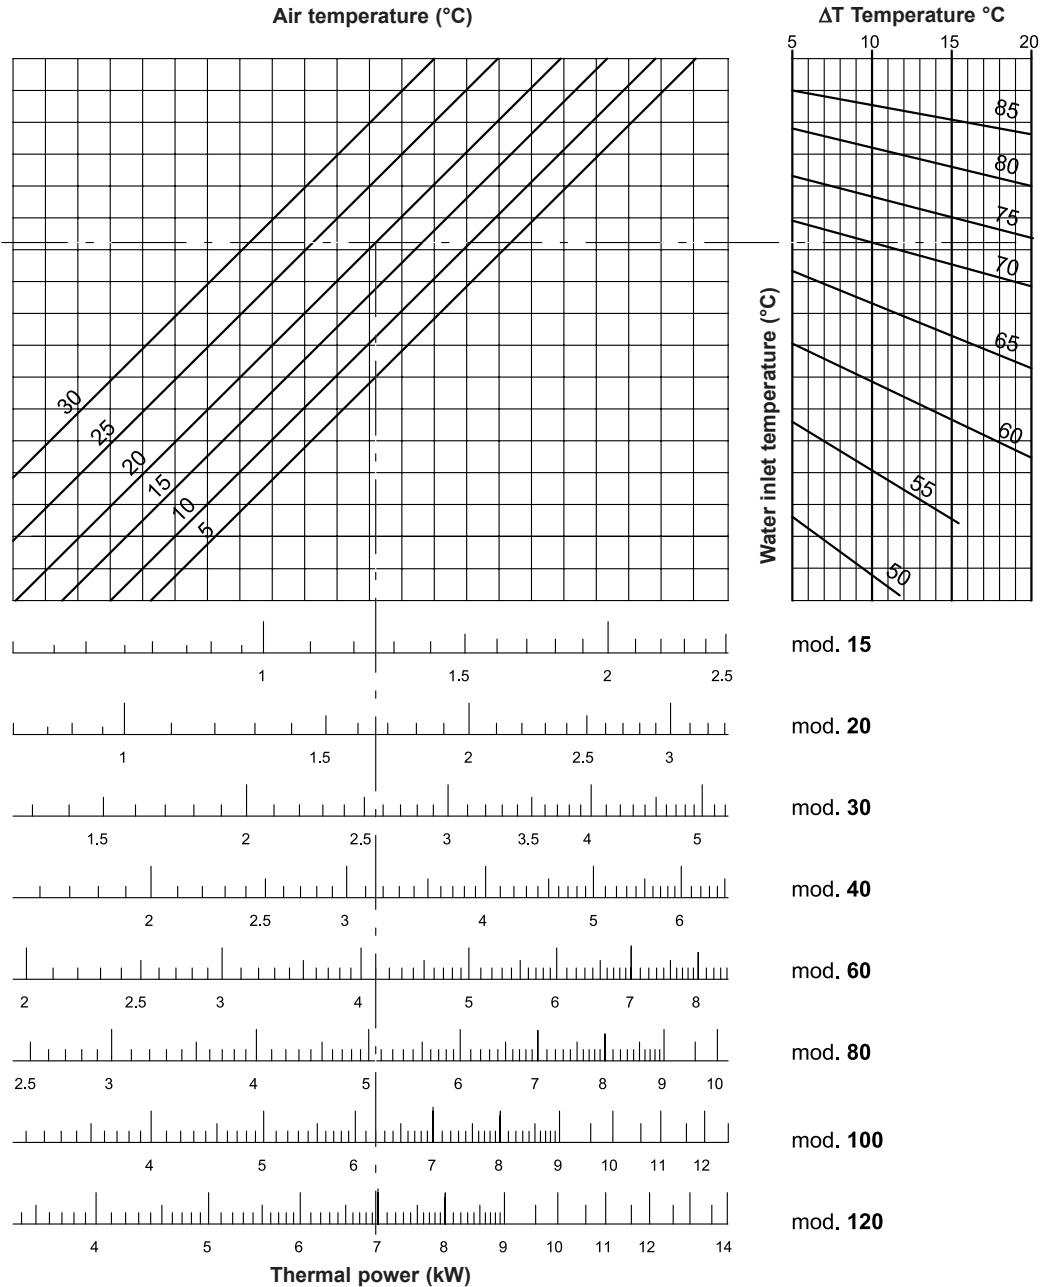 Air temperature (°C)
ΔT Temperature °C
5 10 15 20
85
80
75
70
65
60
55
50
Water inlet temperature (°C)
30
25
20
15
10
5
mod. 15
1 1.5 2 2.5
mod. 20
1 1.5 2 2.5 3
mod. 30
1.5 2 2.5 3 3.5 4 5
mod. 40
2 2.5 3 4 5 6
mod. 60
2 2.5 3 4 5 6 7 8
mod. 80
2.5 3 4 5 6 7 8 9 10
mod. 100
4 5 6 7 8 9 10 11 12
mod. 120
4 5 6 7 8 9 10 11 12 14
Thermal power (kW)